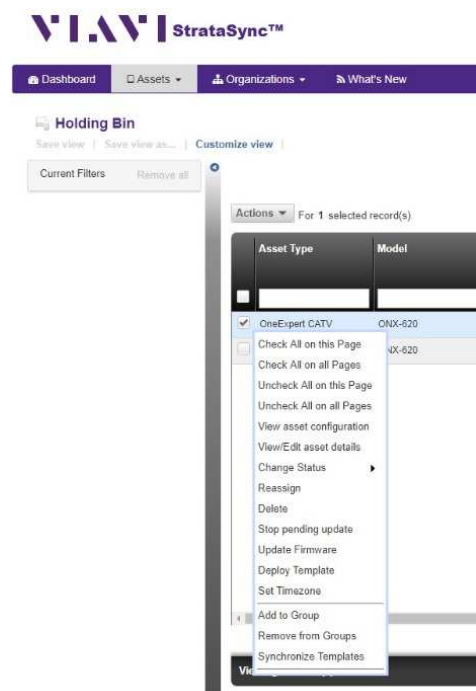 VIAVI StrataSync™
Dashboard Assets Organizations What's New
Holding Bin
Save view | Save view as... | Customize view |
Current Filters Remove all
Actions For 1 selected record(s)
Asset Type Model
OneExpert CATV ONX-620
Check All on this Page
Check All on all Pages
Uncheck All on this Page
Uncheck All on all Pages
View asset configuration
View/Edit asset details
Change Status
Reassign
Delete
Stop pending update
Update Firmware
Deploy Template
Set Timezone
Add to Group
Remove from Groups
Synchronize Templates